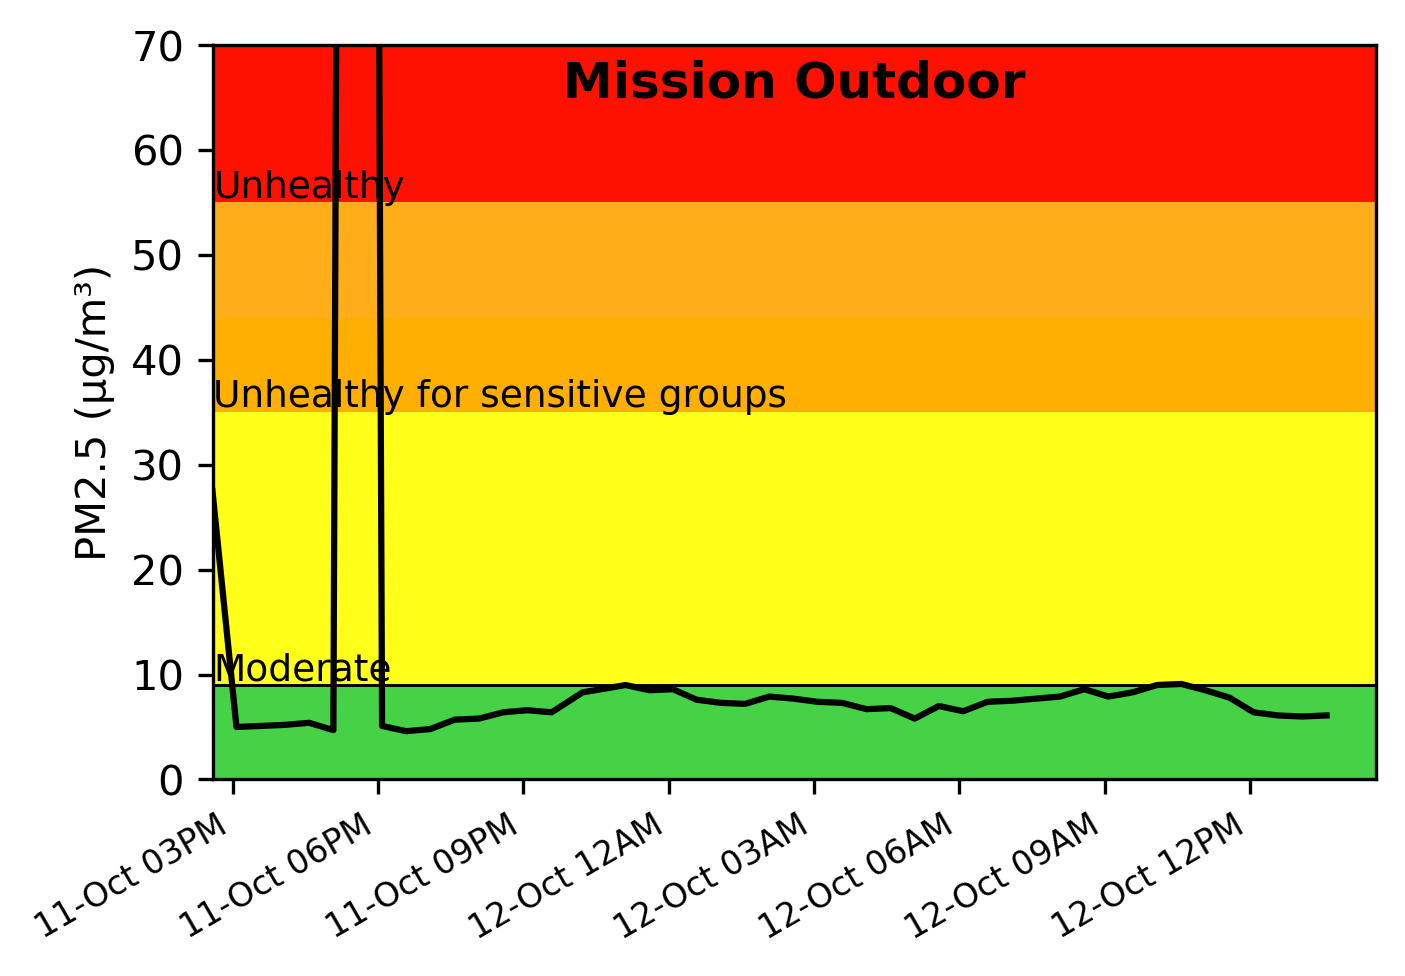 Mission Outdoor
70
60
50
40
30
20
10
0
PM2.5 (µg/m³)
Unhealthy
Unhealthy for sensitive groups
Moderate
11-Oct 03PM
11-Oct 06PM
11-Oct 09PM
12-Oct 12AM
12-Oct 03AM
12-Oct 06AM
12-Oct 09AM
12-Oct 12PM